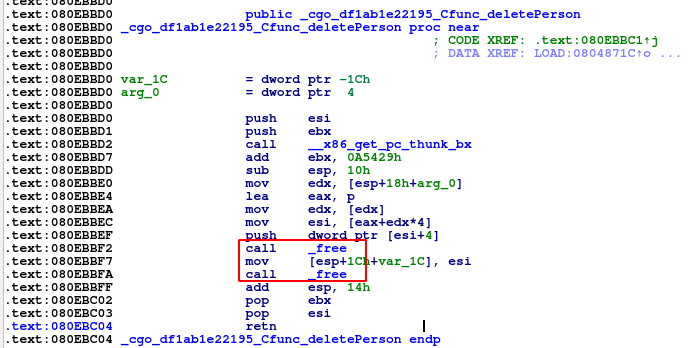 .text:080EBBD0
.text:080EBBD0 public _cgo_df1ab1e22195_Cfunc_deletePerson
.text:080EBBD0 _cgo_df1ab1e22195_Cfunc_deletePerson proc near
.text:080EBBD0 ; CODE XREF: .text:080EBBC1↑j
.text:080EBBD0 ; DATA XREF: LOAD:0804871C↑o ...
.text:080EBBD0
.text:080EBBD0 var_1C = dword ptr -1Ch
.text:080EBBD0 arg_0 = dword ptr 4
.text:080EBBD0
.text:080EBBD0 push esi
.text:080EBBD1 push ebx
.text:080EBBD2 call __x86_get_pc_thunk_bx
.text:080EBBD7 add ebx, 0A5429h
.text:080EBBDD sub esp, 10h
.text:080EBBE0 mov edx, [esp+18h+arg_0]
.text:080EBBE4 lea eax, p
.text:080EBBEA mov edx, [edx]
.text:080EBBEC mov esi, [eax+edx*4]
.text:080EBBEF push dword ptr [esi+4]
.text:080EBBF2 call _free
.text:080EBBF7 mov [esp+1Ch+var_1C], esi
.text:080EBBFA call _free
.text:080EBBFF add esp, 14h
.text:080EBC02 pop ebx
.text:080EBC03 pop esi
.text:080EBC04 retn
.text:080EBC04 _cgo_df1ab1e22195_Cfunc_deletePerson endp